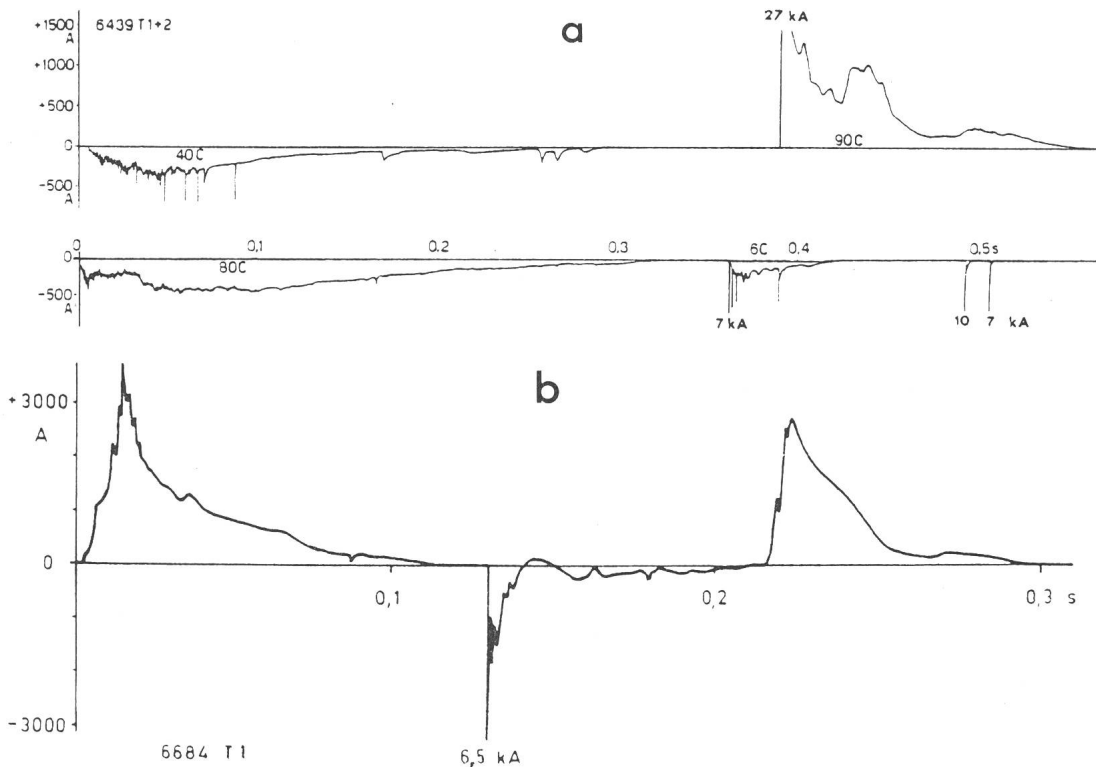 +1500
A
6439 T1+2
a
27 kA
+1000
+500
0
40C
90C
-500
A
0
0,1
0,2
0,3
6C
0,4
0,5s
0
80C
-500
A
7 kA
10
7
kA
b
+3000
A
0
0,1
0,2
0,3 s
-3000
6684 T1
6,5 kA